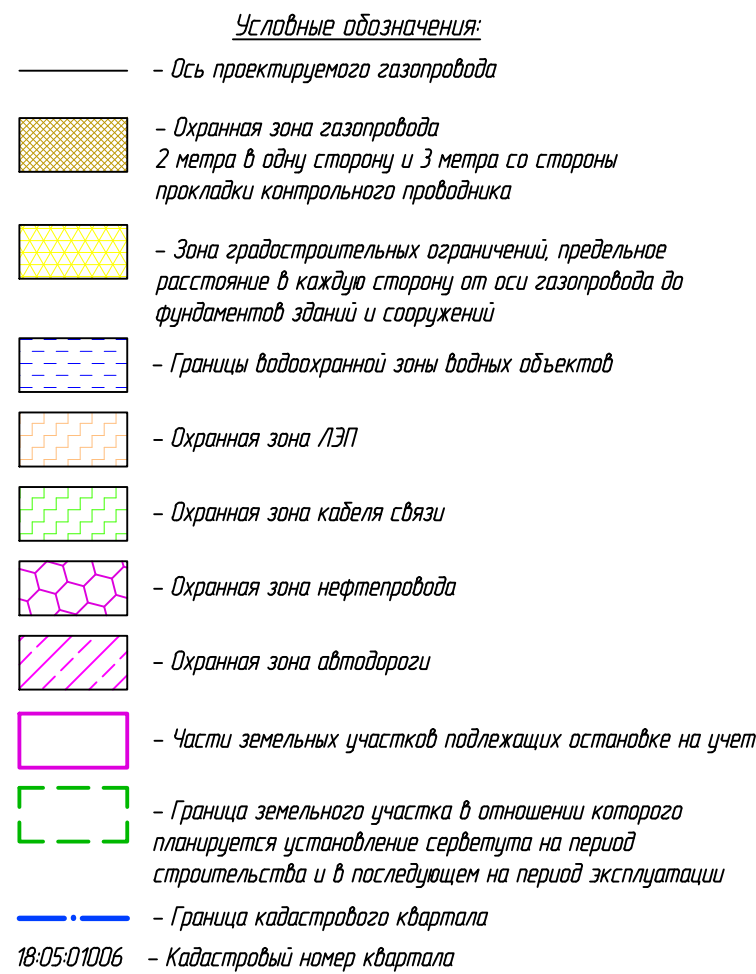 Условные обозначения:
– Ось проектируемого газопровода
– Охранная зона газопровода
2 метра в одну сторону и 3 метра со стороны
прокладки контрольного проводника
– Зона градостроительных ограничений, предельное
расстояние в каждую сторону от оси газопровода до
фундаментов зданий и сооружений
– Границы водоохранной зоны водных объектов
– Охранная зона ЛЭП
– Охранная зона кабеля связи
– Охранная зона нефтепровода
– Охранная зона автодороги
– Части земельных участков подлежащих остановке на учет
– Граница земельного участка в отношении которого
планируется установление серветута на период
строительства и в последующем на период эксплуатации
– Граница кадастрового квартала
18:05:01006 – Кадастровый номер квартала